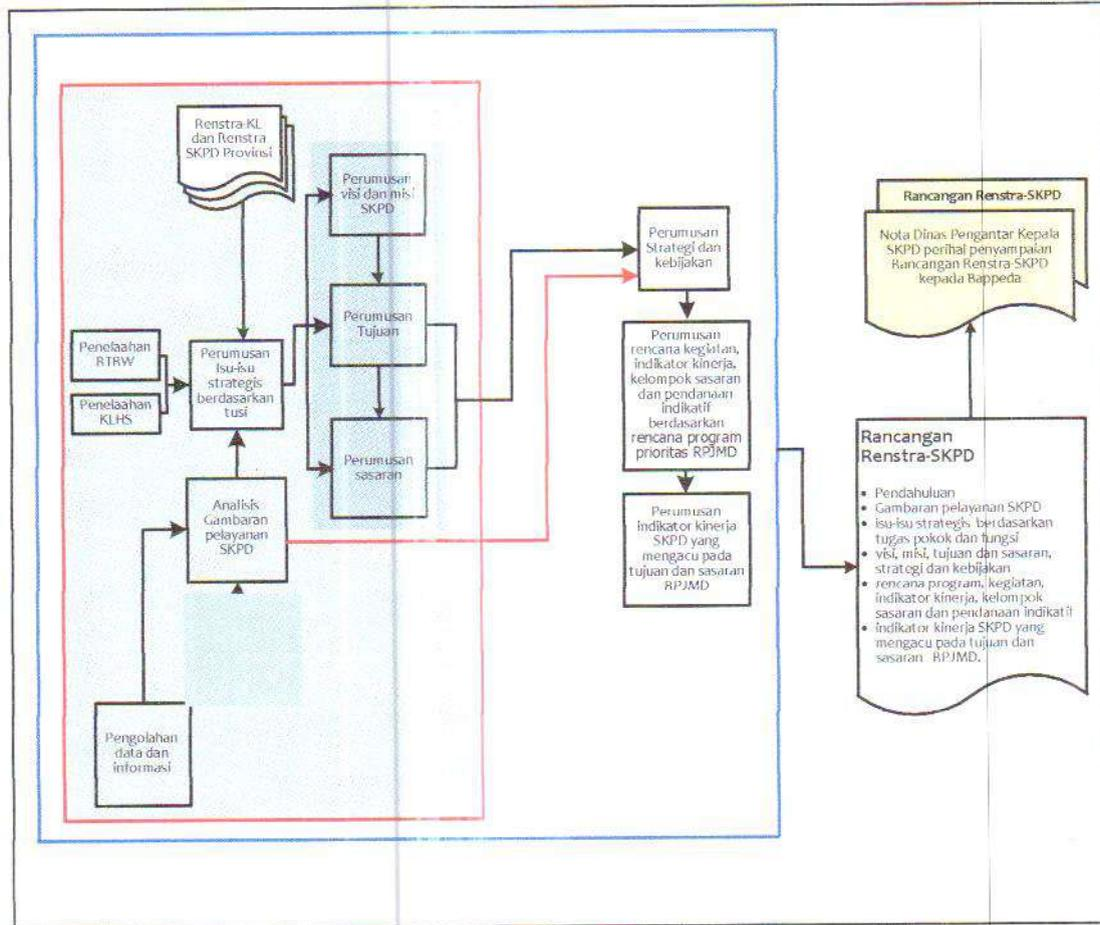 Renstra-KL
dan Renstra
SKPD Provinsi
Perumusan
visi dan misi
SKPD
Penelaahan
RTRW
Penelaahan
KLHS
Perumusan
Isu-isu
strategis
berdasarkan
tusi
Perumusan
Tujuan
Perumusan
sasaran
Analisis
Gambaran
pelayanan
SKPD
Pengolahan
data dan
informasi
Perumusan
Strategi dan
kebijakan
Perumusan
rencana kegiatan,
indikator kinerja,
kelompok sasaran
dan pendanaan
indikatif
berdasarkan
rencana program
prioritas RPJMD
Perumusan
indikator kinerja
SKPD yang
mengacu pada
tujuan dan
sasaran
RPJMD
Rancangan Renstra-SKPD
Nota Dinas Pengantar Kepala
SKPD perihal penyampaian
Rancangan Renstra-SKPD
kepada Bappeda
Rancangan
Renstra-SKPD
• Pendahuluan
• Gambaran pelayanan SKPD
• isu-isu strategis berdasarkan
tugas pokok dan fungsi
• visi, misi, tujuan dan sasaran,
strategi dan kebijakan
• rencana program, kegiatan,
indikator kinerja, kelompok
sasaran dan pendanaan indikatif
• indikator kinerja SKPD yang
mengacu pada tujuan dan
sasaran RPJMD.